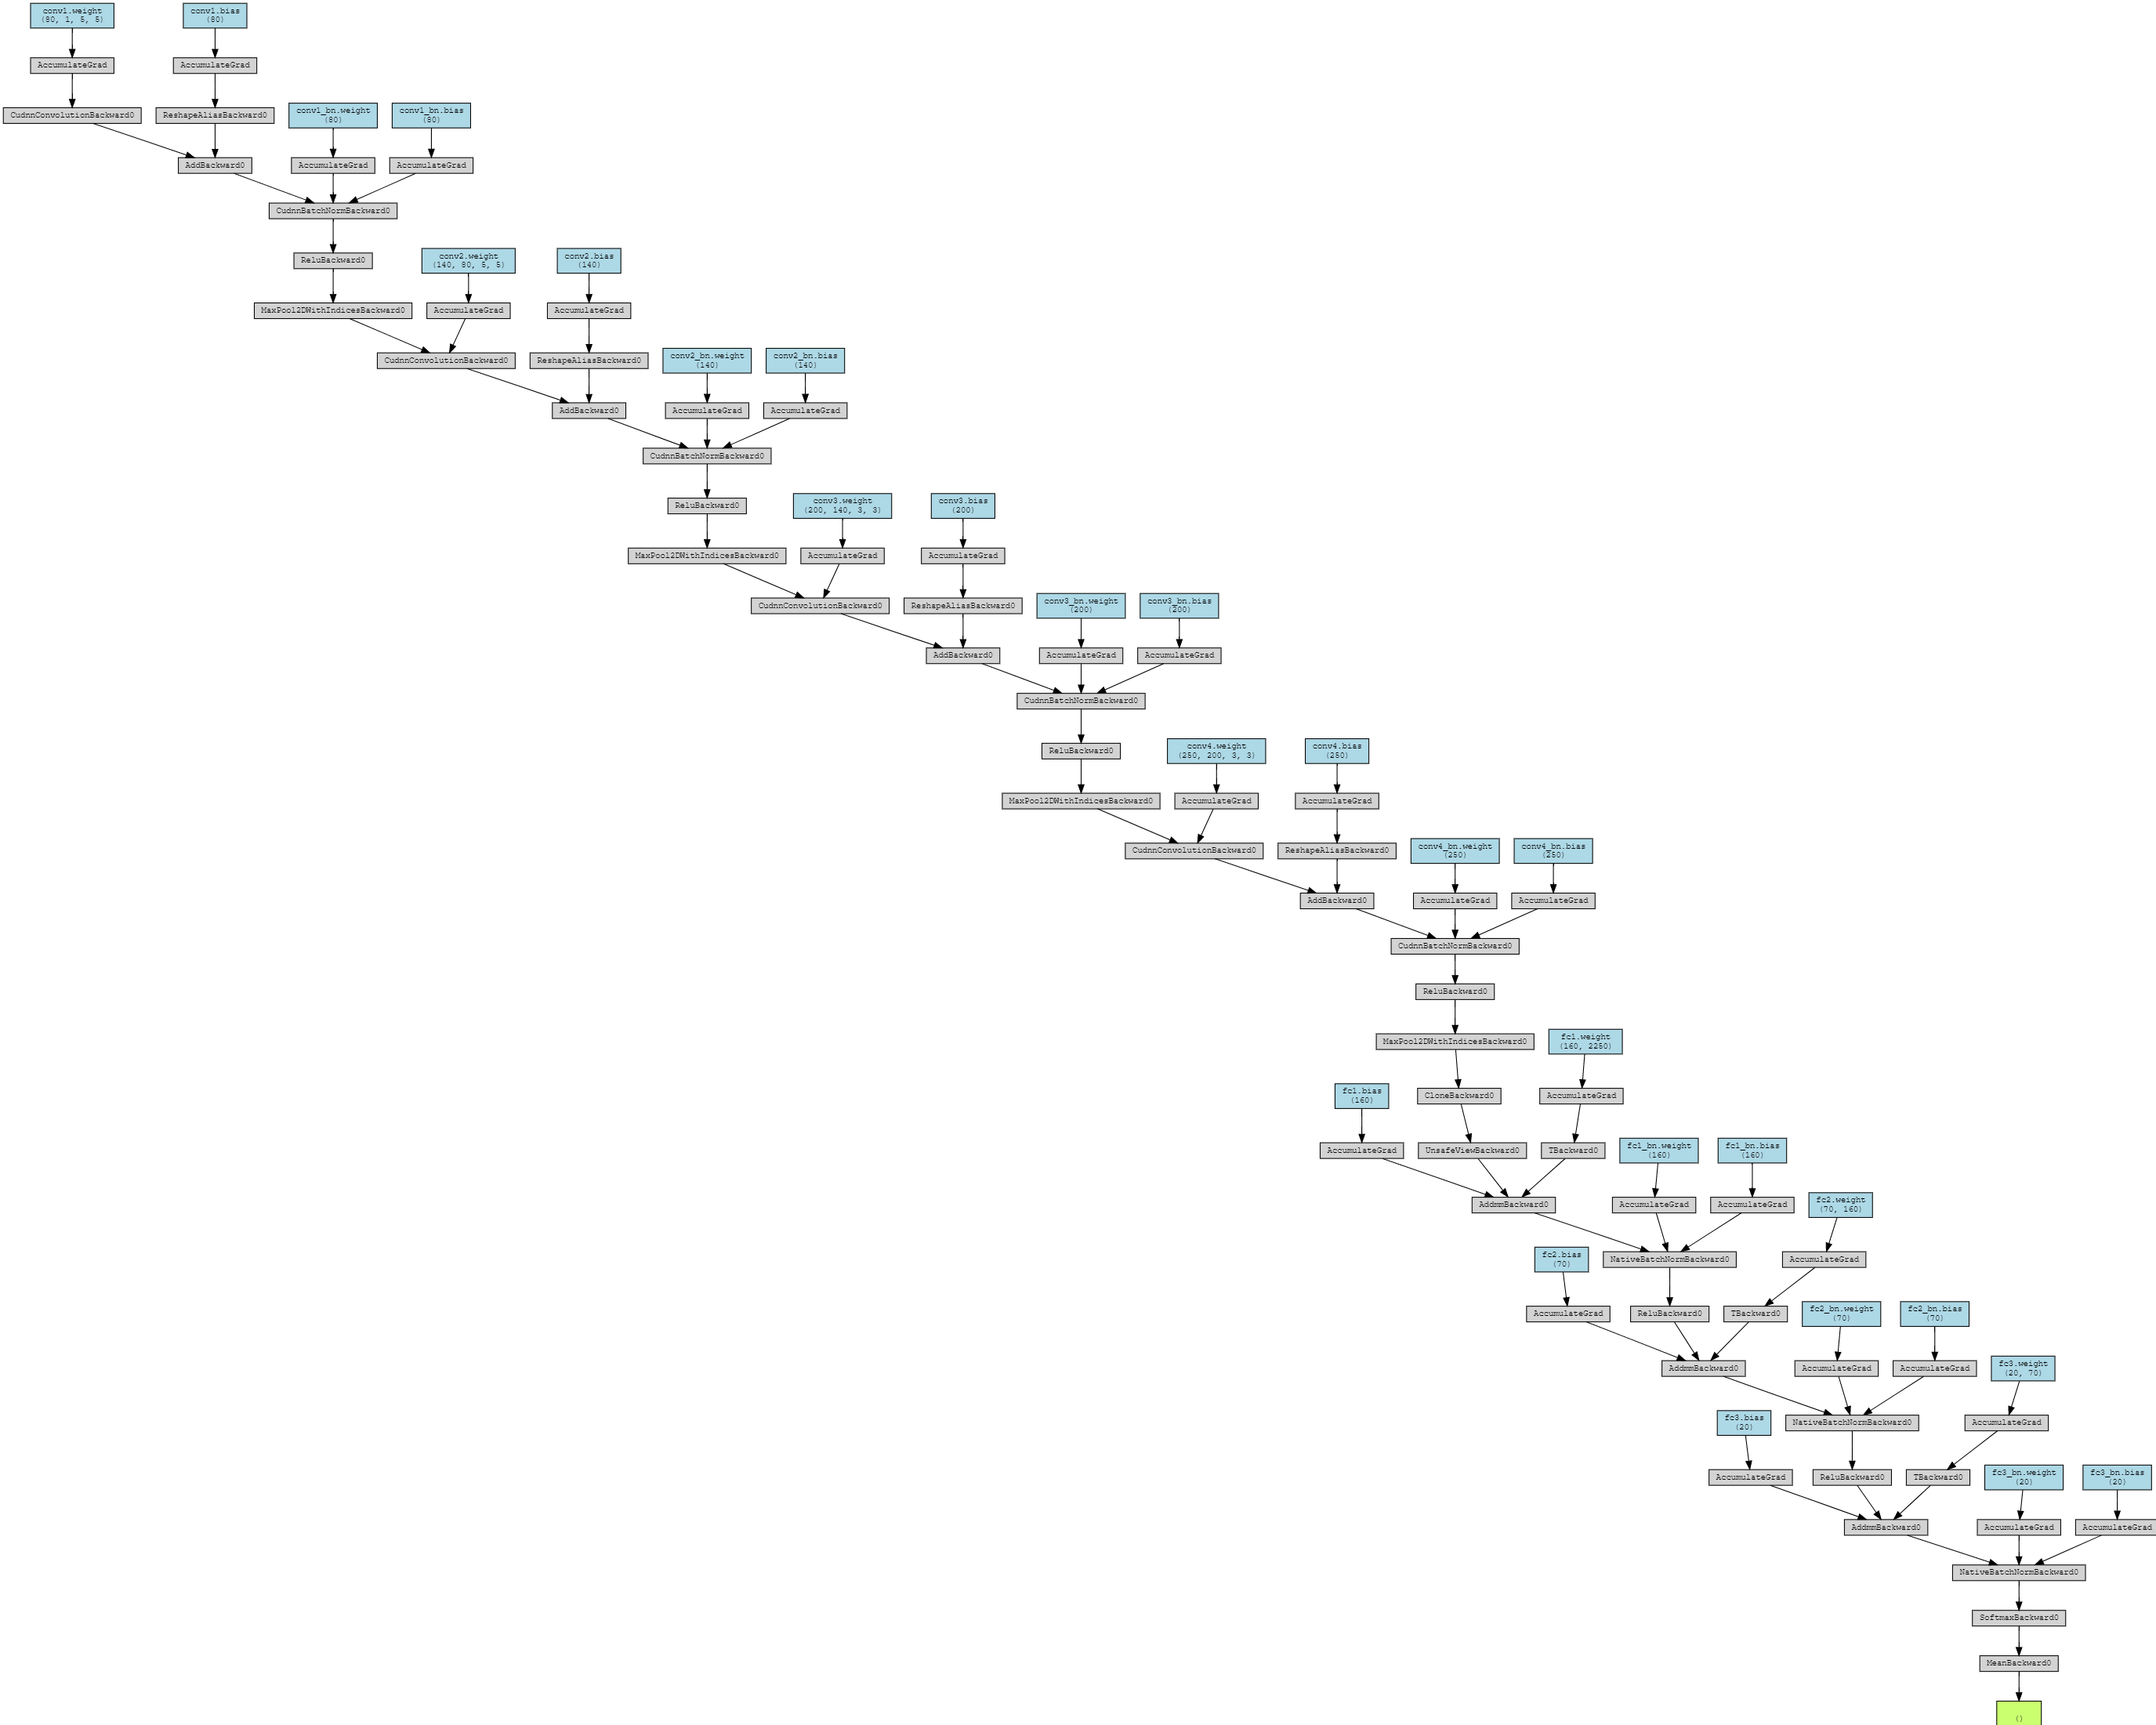 conv1.weight
(80, 1, 5, 5)
conv1.bias
(80)
AccumulateGrad
AccumulateGrad
CudnnConvolutionBackward0
ReshapeAliasBackward0
conv1_bn.weight
(80)
conv1_bn.bias
(80)
AddBackward0
AccumulateGrad
AccumulateGrad
CudnnBatchNormBackward0
ReluBackward0
conv2.weight
(140, 80, 5, 5)
conv2.bias
(140)
MaxPool2DWithIndicesBackward0
AccumulateGrad
AccumulateGrad
CudnnConvolutionBackward0
ReshapeAliasBackward0
conv2_bn.weight
(140)
conv2_bn.bias
(140)
AddBackward0
AccumulateGrad
AccumulateGrad
CudnnBatchNormBackward0
ReluBackward0
conv3.weight
(200, 140, 3, 3)
conv3.bias
(200)
MaxPool2DWithIndicesBackward0
AccumulateGrad
AccumulateGrad
CudnnConvolutionBackward0
ReshapeAliasBackward0
conv3_bn.weight
(200)
conv3_bn.bias
(200)
AddBackward0
AccumulateGrad
AccumulateGrad
CudnnBatchNormBackward0
ReluBackward0
conv4.weight
(250, 200, 3, 3)
conv4.bias
(250)
MaxPool2DWithIndicesBackward0
AccumulateGrad
AccumulateGrad
CudnnConvolutionBackward0
ReshapeAliasBackward0
conv4_bn.weight
(250)
conv4_bn.bias
(250)
AddBackward0
AccumulateGrad
AccumulateGrad
CudnnBatchNormBackward0
ReluBackward0
MaxPool2DWithIndicesBackward0
fc1.weight
(160, 2250)
fc1.bias
(160)
CloneBackward0
AccumulateGrad
AccumulateGrad
UnsafeViewBackward0
TBackward0
fc1_bn.weight
(160)
fc1_bn.bias
(160)
AddmmBackward0
AccumulateGrad
AccumulateGrad
fc2.weight
(70, 160)
fc2.bias
(70)
NativeBatchNormBackward0
AccumulateGrad
AccumulateGrad
ReluBackward0
TBackward0
fc2_bn.weight
(70)
fc2_bn.bias
(70)
AddmmBackward0
AccumulateGrad
AccumulateGrad
fc3.weight
(20, 70)
fc3.bias
(20)
NativeBatchNormBackward0
AccumulateGrad
AccumulateGrad
ReluBackward0
TBackward0
fc3_bn.weight
(20)
fc3_bn.bias
(20)
AddmmBackward0
AccumulateGrad
AccumulateGrad
NativeBatchNormBackward0
SoftmaxBackward0
MeanBackward0
()